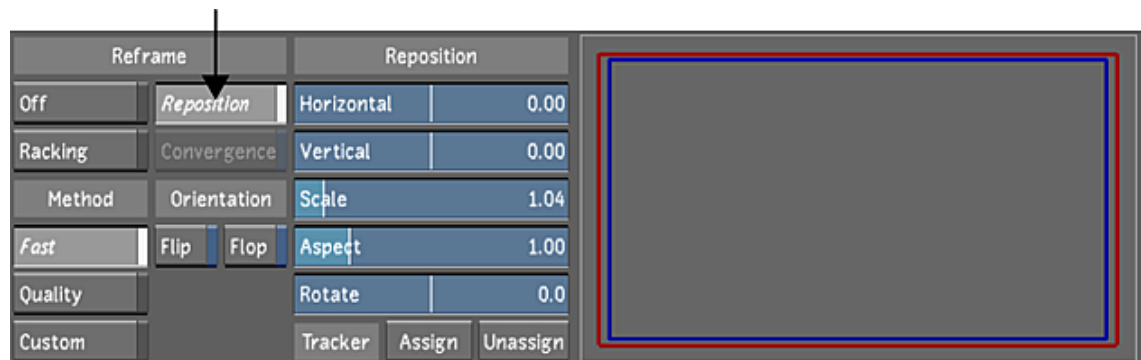 Reframe Reposition
Off Reposition Horizontal 0.00
Racking Convergence Vertical 0.00
Method Orientation Scale 1.04
Fast Flip Flop Aspect 1.00
Quality Rotate 0.0
Custom Tracker Assign Unassign